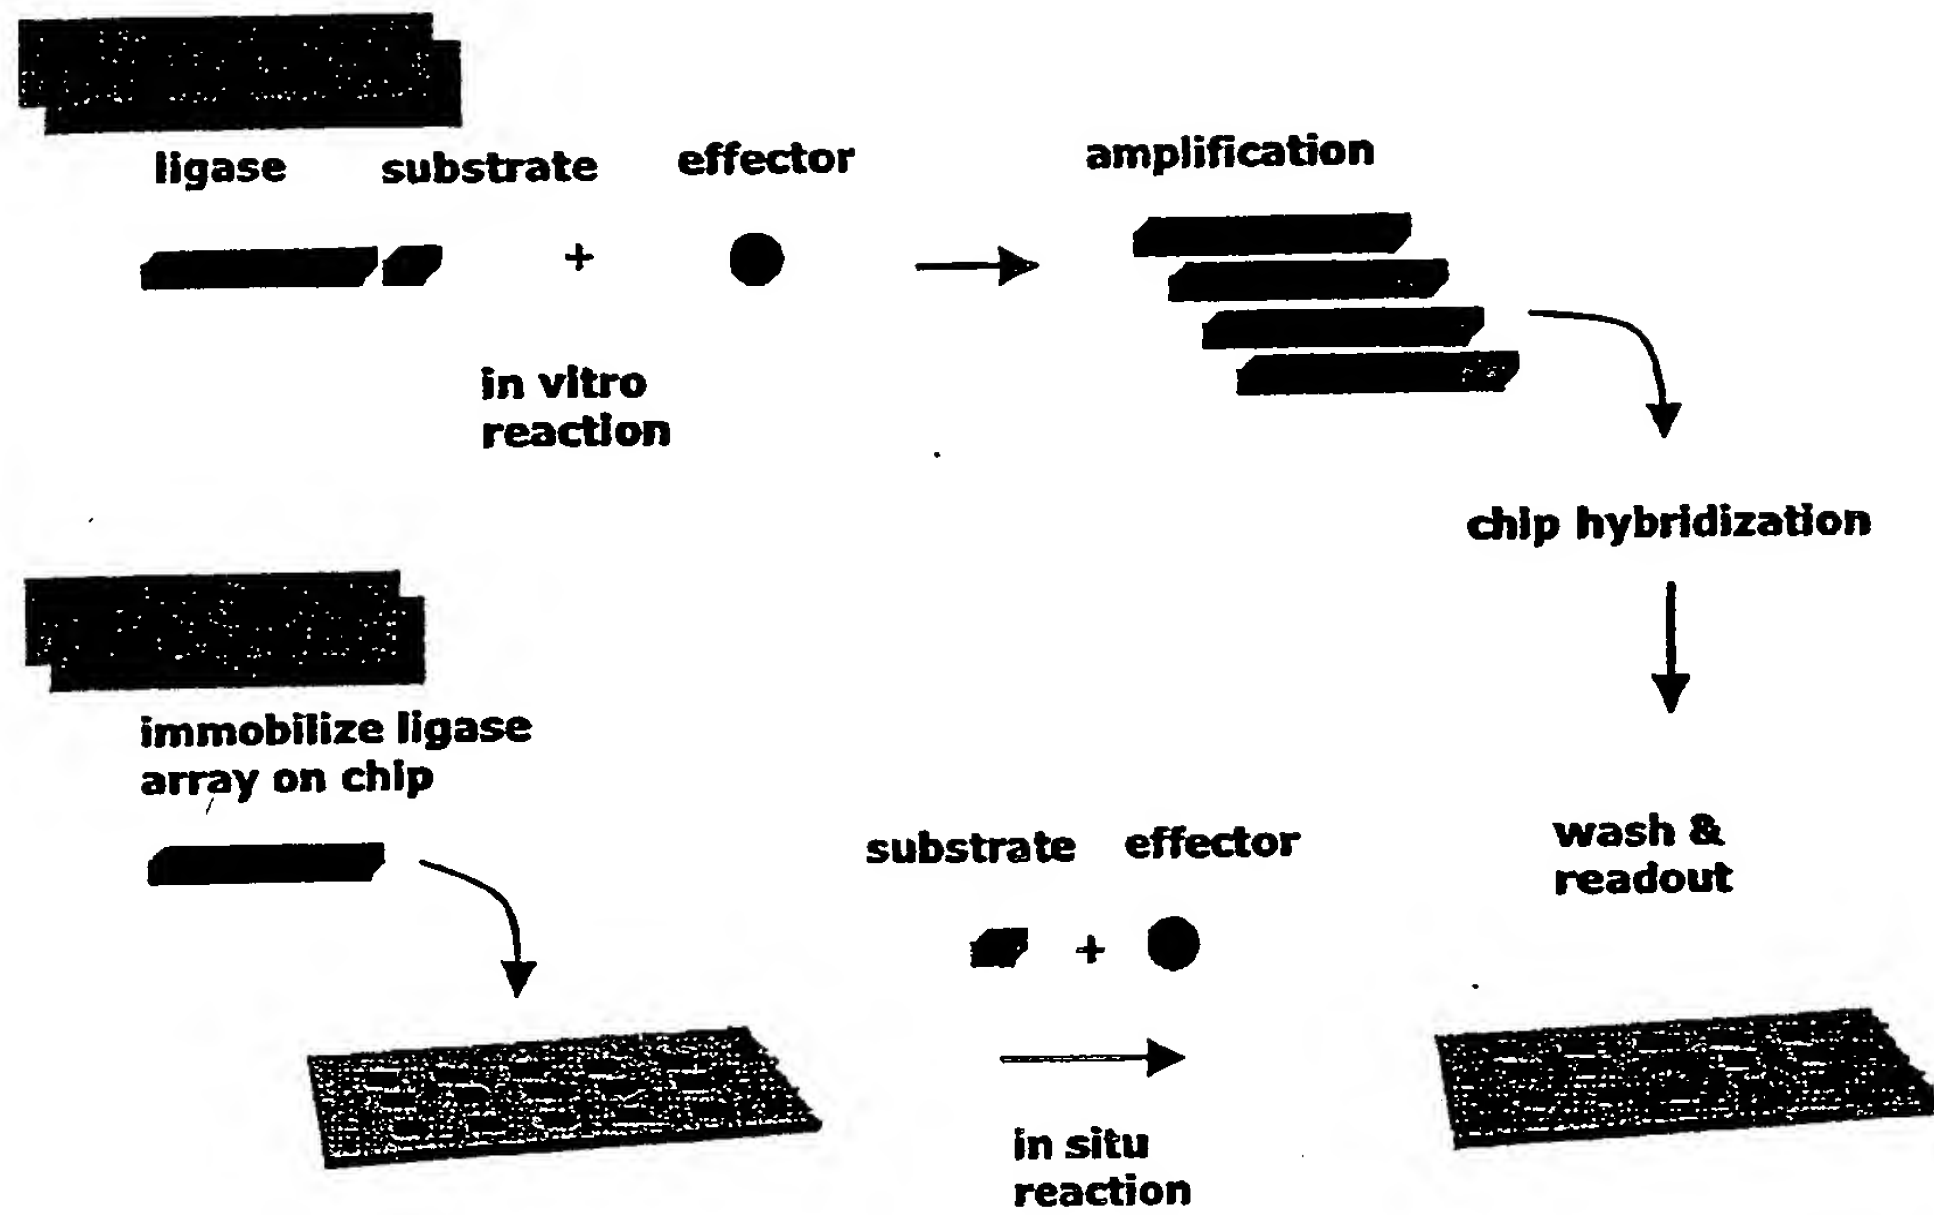 ligase substrate effector amplification
+
in vitro
reaction
chip hybridization
immobilize ligase
array on chip
substrate effector
+
wash &
readout
in situ
reaction